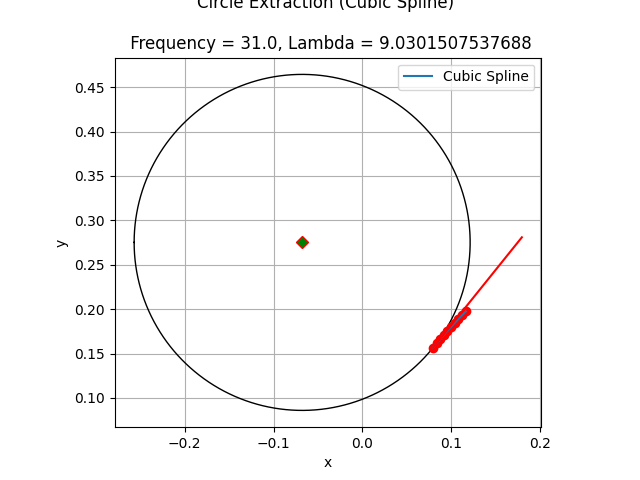 Circle Extraction (Cubic Spline)
Frequency = 31.0, Lambda = 9.0301507537688
Cubic Spline
0.45
0.40
0.35
0.30
0.25
0.20
0.15
0.10
y
−0.2
−0.1
0.0
0.1
0.2
x